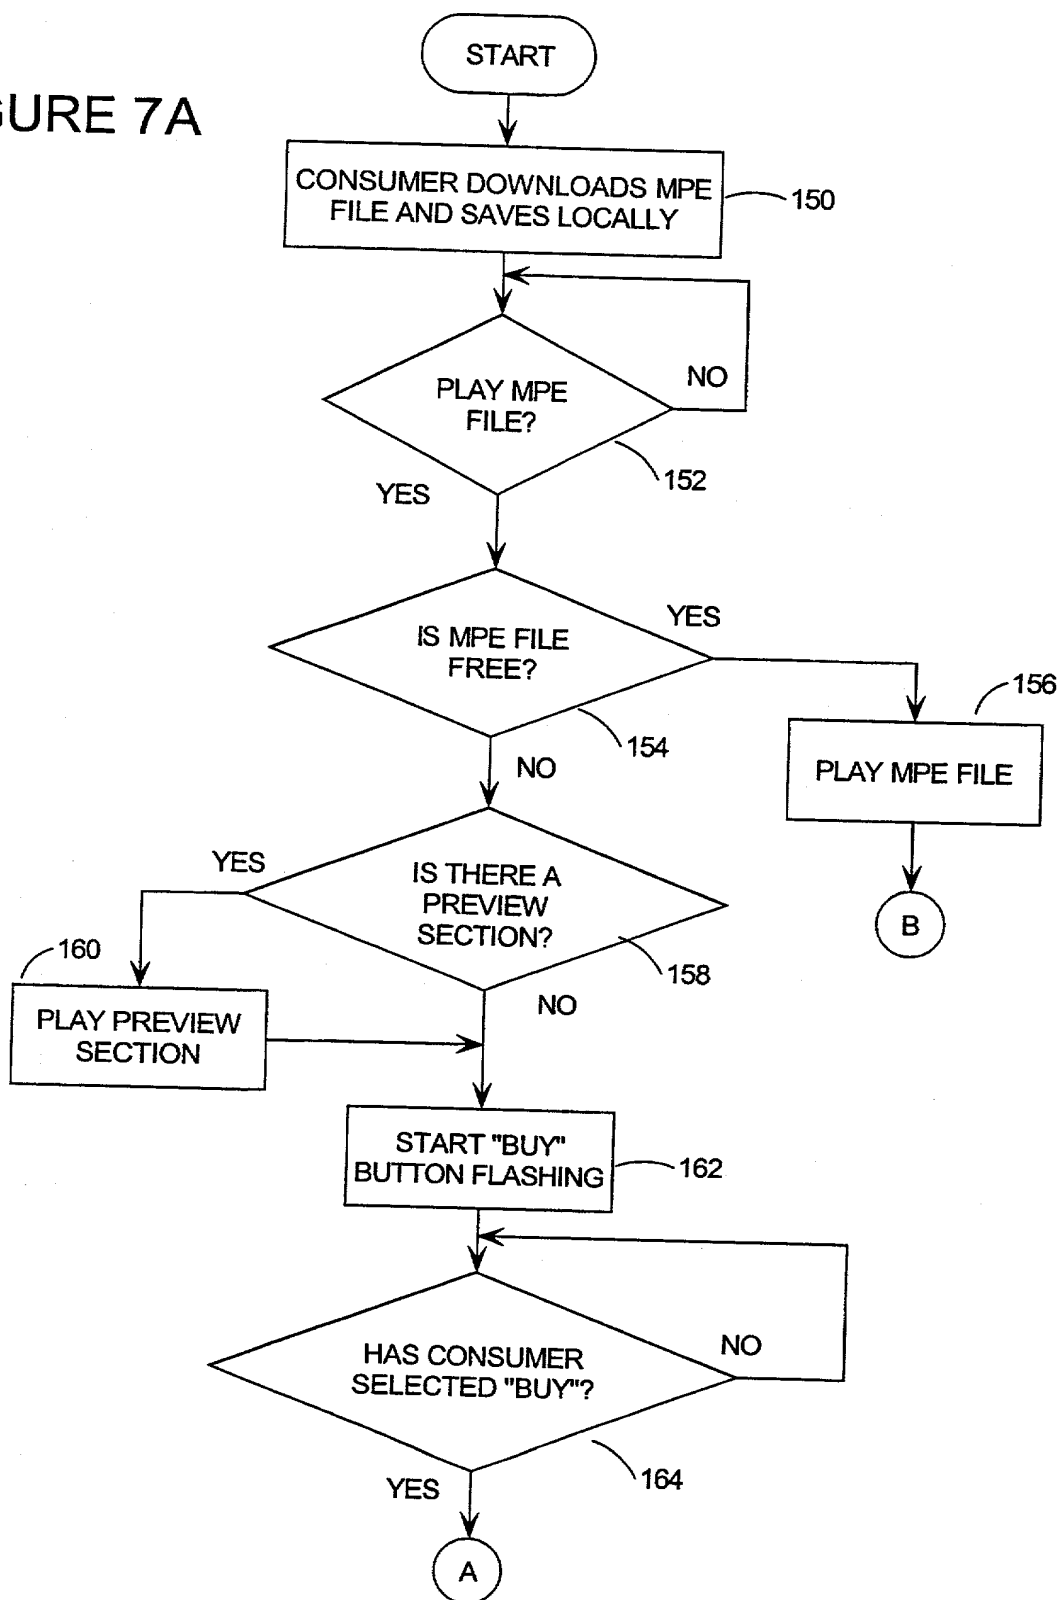 START
GURE 7A
CONSUMER DOWNLOADS MPE
FILE AND SAVES LOCALLY
150
PLAY MPE
FILE?
NO
152
YES
IS MPE FILE
FREE?
YES
154
NO
156
PLAY MPE FILE
B
IS THERE A
PREVIEW
SECTION?
YES
158
NO
160
PLAY PREVIEW
SECTION
START "BUY"
BUTTON FLASHING
162
HAS CONSUMER
SELECTED "BUY"?
NO
164
YES
A